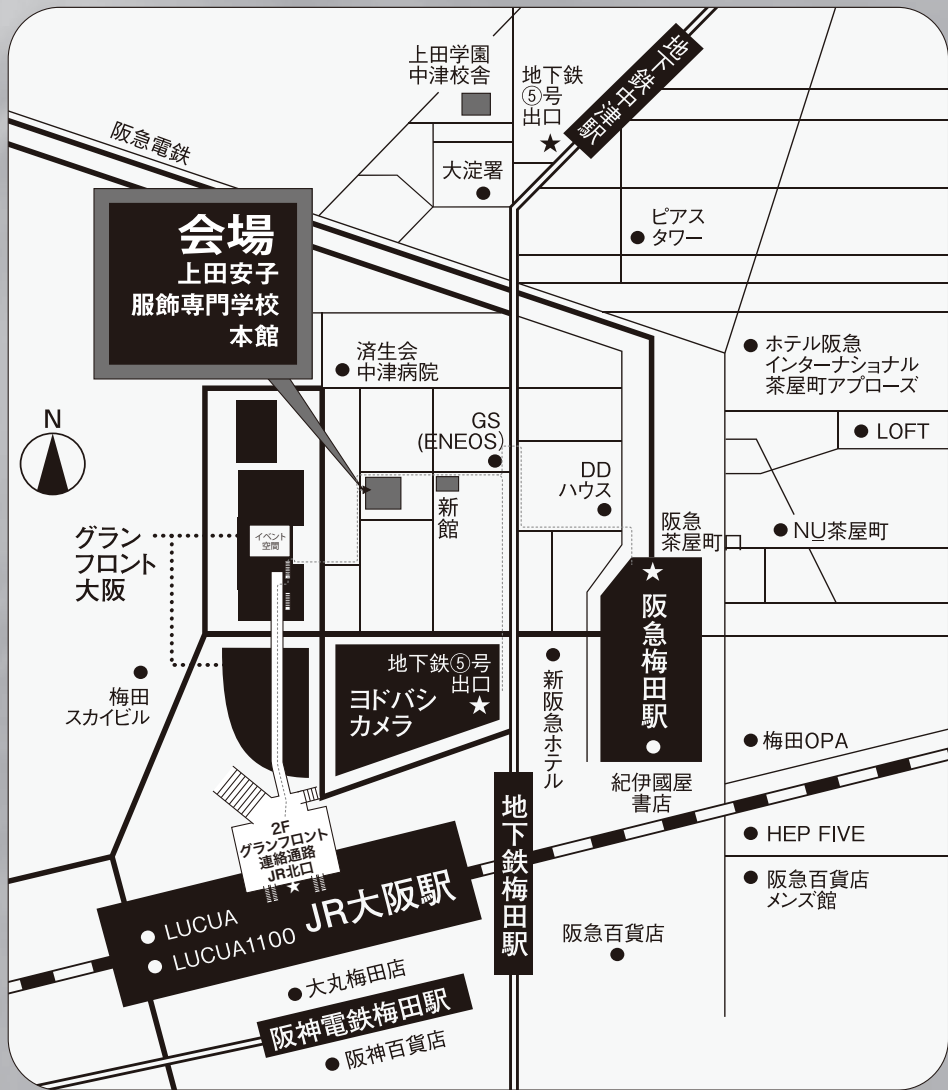 上田学園
中津校舎
地下鉄
⑤号
出口
地下鉄中津駅
阪急電鉄
大淀署
ピアス
タワー
会場
上田安子
服飾専門学校
本館
済生会
中津病院
ホテル阪急
インターナショナル
茶屋町アプローズ
N
GS
(ENEOS)
LOFT
DD
ハウス
新館
グラン
フロント
大阪
イベント
空間
阪急
茶屋町口
NU茶屋町
阪急梅田駅
地下鉄⑤号
出口
ヨドバシ
カメラ
新阪急ホテル
梅田
スカイビル
梅田OPA
紀伊國屋
書店
地下鉄梅田駅
2F
グランフロント
連絡通路
JR北口
HEP FIVE
阪急百貨店
メンズ館
JR大阪駅
LUCUA
LUCUA1100
阪急百貨店
大丸梅田店
阪神電鉄梅田駅
阪神百貨店